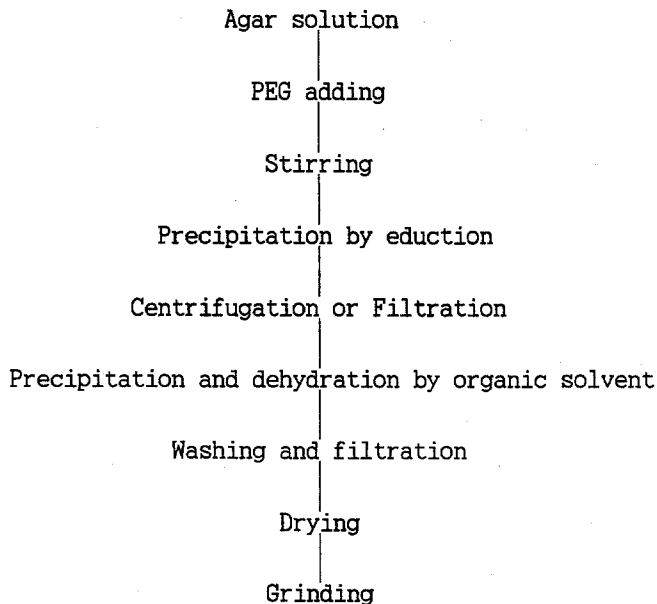 Agar solution
PEG adding
Stirring
Precipitation by eduction
Centrifugation or Filtration
Precipitation and dehydration by organic solvent
Washing and filtration
Drying
Grinding